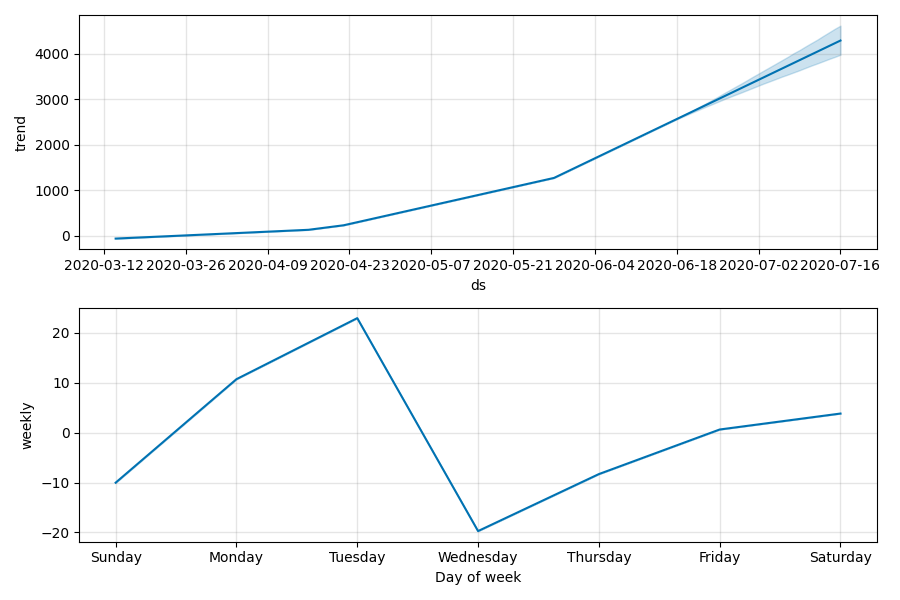 4000
3000
2000
1000
0
trend
2020-03-12 2020-03-26 2020-04-09 2020-04-23 2020-05-07 2020-05-21 2020-06-04 2020-06-18 2020-07-02 2020-07-16
ds
20
10
0
−10
−20
weekly
Sunday Monday Tuesday Wednesday Thursday Friday Saturday
Day of week